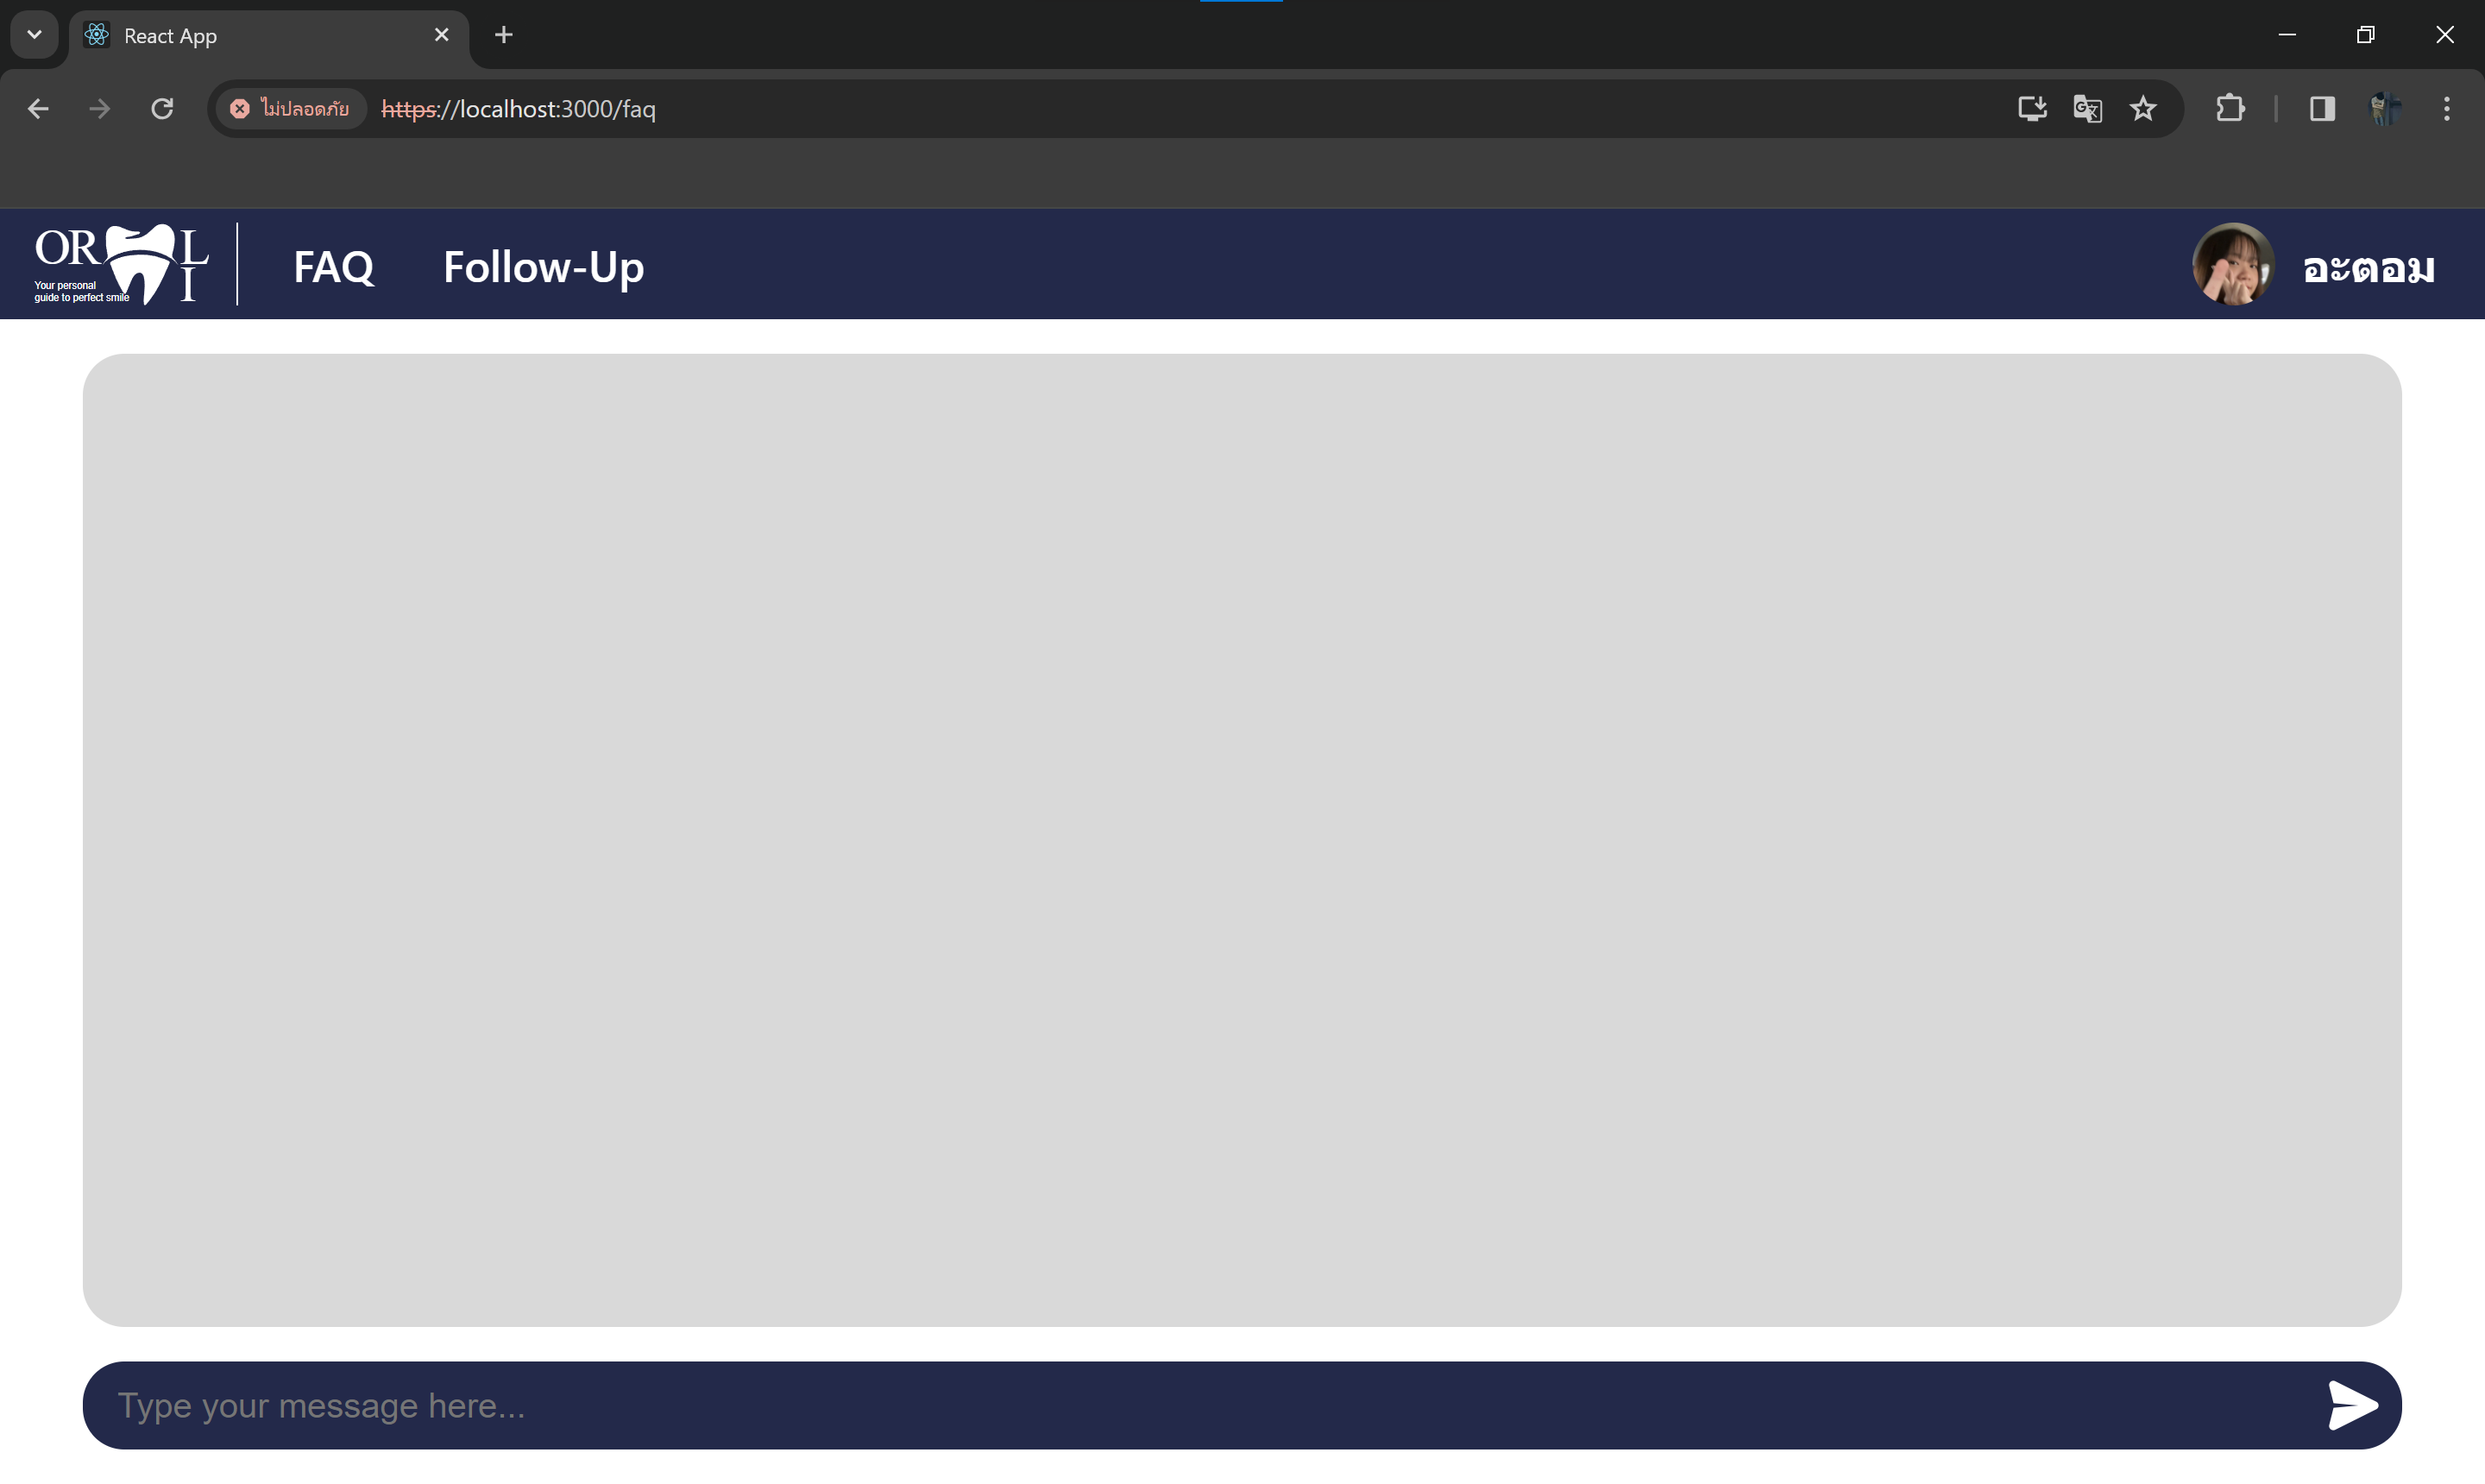 React App
ไม่ปลอดภัย https://localhost:3000/faq
ORAL
I
Your personal
guide to perfect smile
FAQ Follow-Up อะตอม
Type your message here...